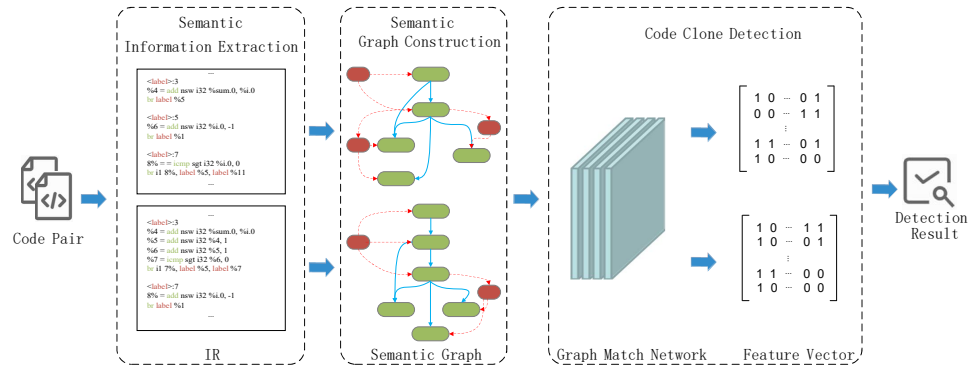 Code Pair
Semantic
Information Extraction
...
<label>:3
%4 = add nsw i32 %sum.0, %i.0
br label %5
<label>:5
%6 = add nsw i32 %i.0, -1
br label %1
<label>:7
8% = = icmp sgt i32 %i.0, 0
br i1 8%, label %5, label %11
...
...
<label>:3
%4 = add nsw i32 %sum.0, %i.0
%5 = add nsw i32 %4, 1
%6 = add nsw i32 %5, 1
%7 = icmp sgt i32 %6, 0
br i1 7%, label %5, label %7
<label>:7
8% = add nsw i32 %i.0, -1
br label %1
...
IR
Semantic
Graph Construction
Semantic Graph
Code Clone Detection
Graph Match Network
1 0 ... 0 1
0 0 ... 1 1
⋮
1 1 ... 0 1
1 0 ... 0 0
1 0 ... 1 1
1 0 ... 0 1
⋮
1 1 ... 0 0
1 0 ... 0 0
Feature Vector
Detection
Result